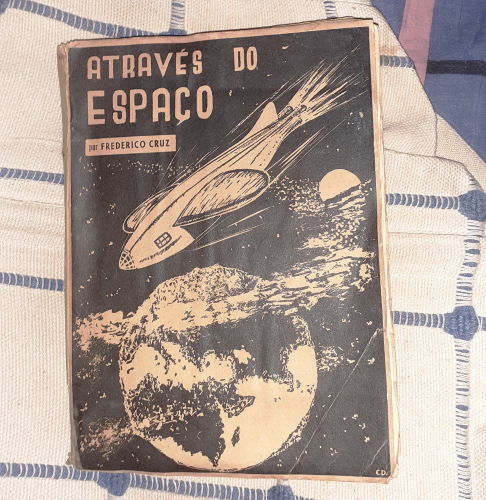 ATRAVÉS DO
ESPAÇO
por FREDERICO CRUZ
C.D.